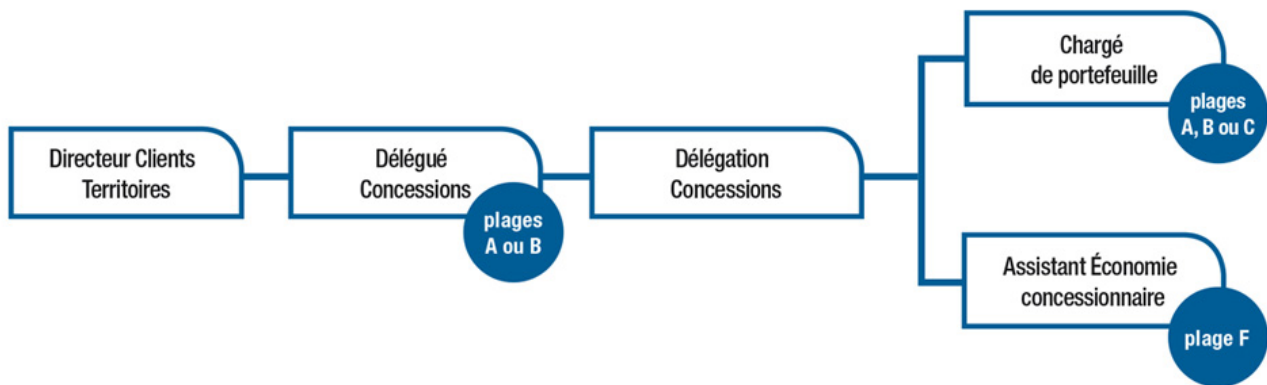 Directeur Clients
Territoires
Délégué
Concessions
plages
A ou B
Délégation
Concessions
Chargé
de portefeuille
plages
A, B ou C
Assistant Économie
concessionnaire
plage F